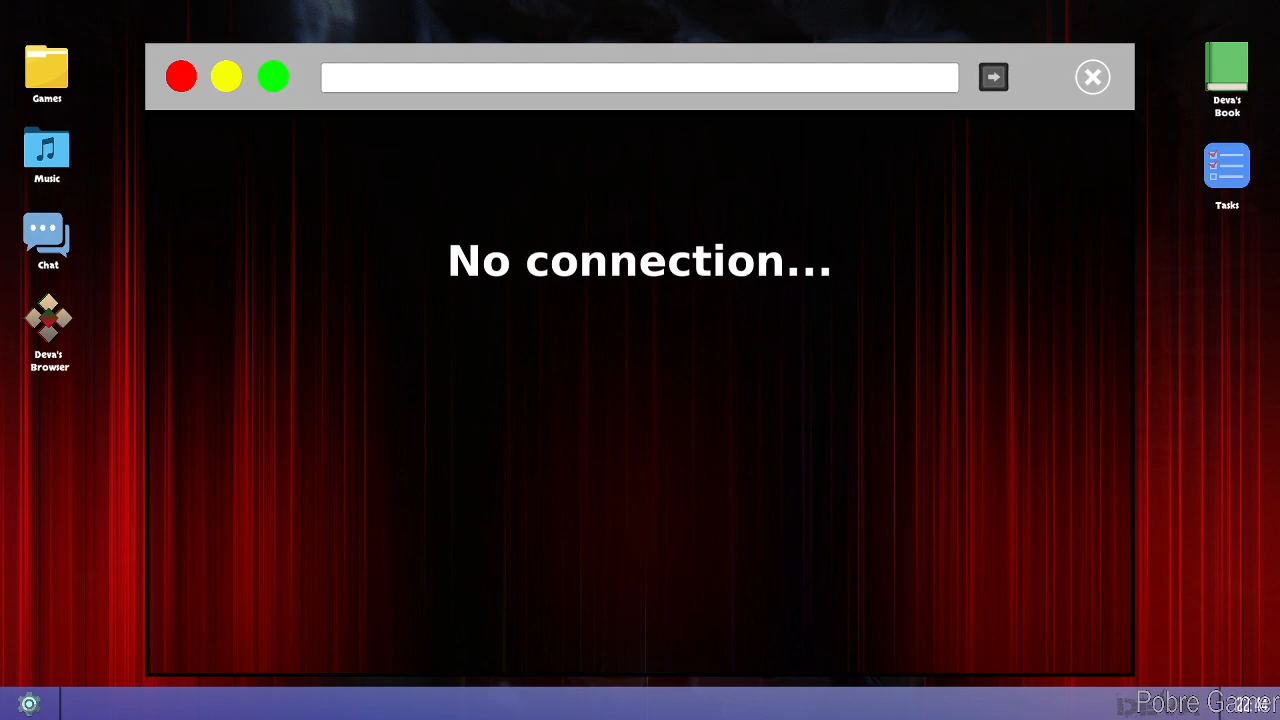 Games
Music
Chat
Deva's
Browser
No connection...
Deva's
Book
Tasks
Pobre Gamer